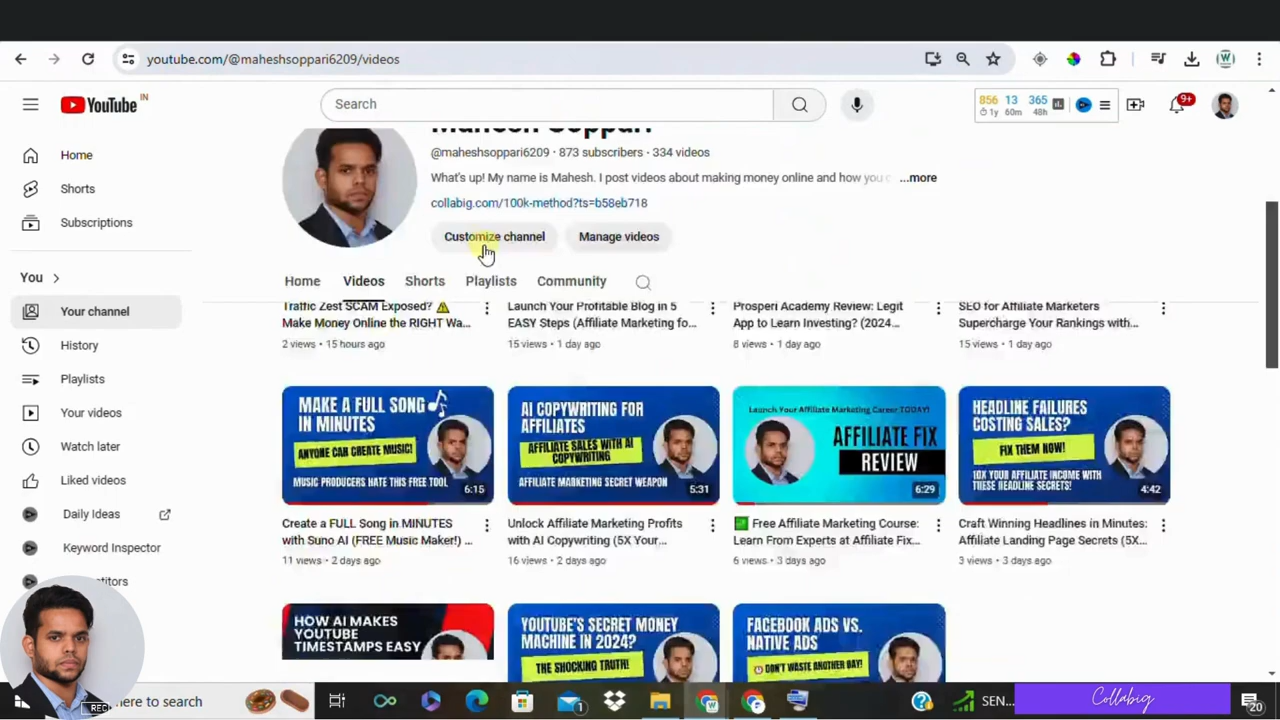 youtube.com/@maheshsoppari6209/videos
YouTube IN
Search
856 13 365
1y 60m 48h
9+
Home
Shorts
Subscriptions
You
Your channel
History
Playlists
Your videos
Watch later
Liked videos
Daily Ideas
Keyword Inspector
Mahesh Soppari
@maheshsoppari6209 · 873 subscribers · 334 videos
What's up! My name is Mahesh. I post videos about making money online and how you c ...more
collabig.com/100k-method?ts=b58eb718
Customize channel
Manage videos
Home Videos Shorts Playlists Community
Traffic Zest SCAM Exposed? ⚠️
Make Money Online the RIGHT Wa...
2 views · 15 hours ago
Launch Your Profitable Blog in 5
EASY Steps (Affiliate Marketing fo...
15 views · 1 day ago
Prosperi Academy Review: Legit
App to Learn Investing? (2024...
8 views · 1 day ago
SEO for Affiliate Marketers
Supercharge Your Rankings with...
15 views · 1 day ago
MAKE A FULL SONG
IN MINUTES
ANYONE CAN CREATE MUSIC!
MUSIC PRODUCERS HATE THIS FREE TOOL
6:15
Create a FULL Song in MINUTES
with Suno AI (FREE Music Maker!) ...
11 views · 2 days ago
AI COPYWRITING FOR
AFFILIATES
AFFILIATE SALES WITH AI
COPYWRITING
AFFILIATE MARKETING SECRET WEAPON
5:31
Unlock Affiliate Marketing Profits
with AI Copywriting (5X Your...
16 views · 2 days ago
Launch Your Affiliate Marketing Career TODAY!
AFFILIATE FIX
REVIEW
6:29
Free Affiliate Marketing Course:
Learn From Experts at Affiliate Fix...
6 views · 3 days ago
HEADLINE FAILURES
COSTING SALES?
FIX THEM NOW!
10X YOUR AFFILIATE INCOME WITH
THESE HEADLINE SECRETS!
4:42
Craft Winning Headlines in Minutes:
Affiliate Landing Page Secrets (5X...
3 views · 3 days ago
HOW AI MAKES
YOUTUBE
TIMESTAMPS EASY
YOUTUBE'S SECRET MONEY
MACHINE IN 2024?
THE SHOCKING TRUTH!
FACEBOOK ADS VS.
NATIVE ADS
DON'T WASTE ANOTHER DAY!
REC
here to search
1
SEN...
Collabig
20